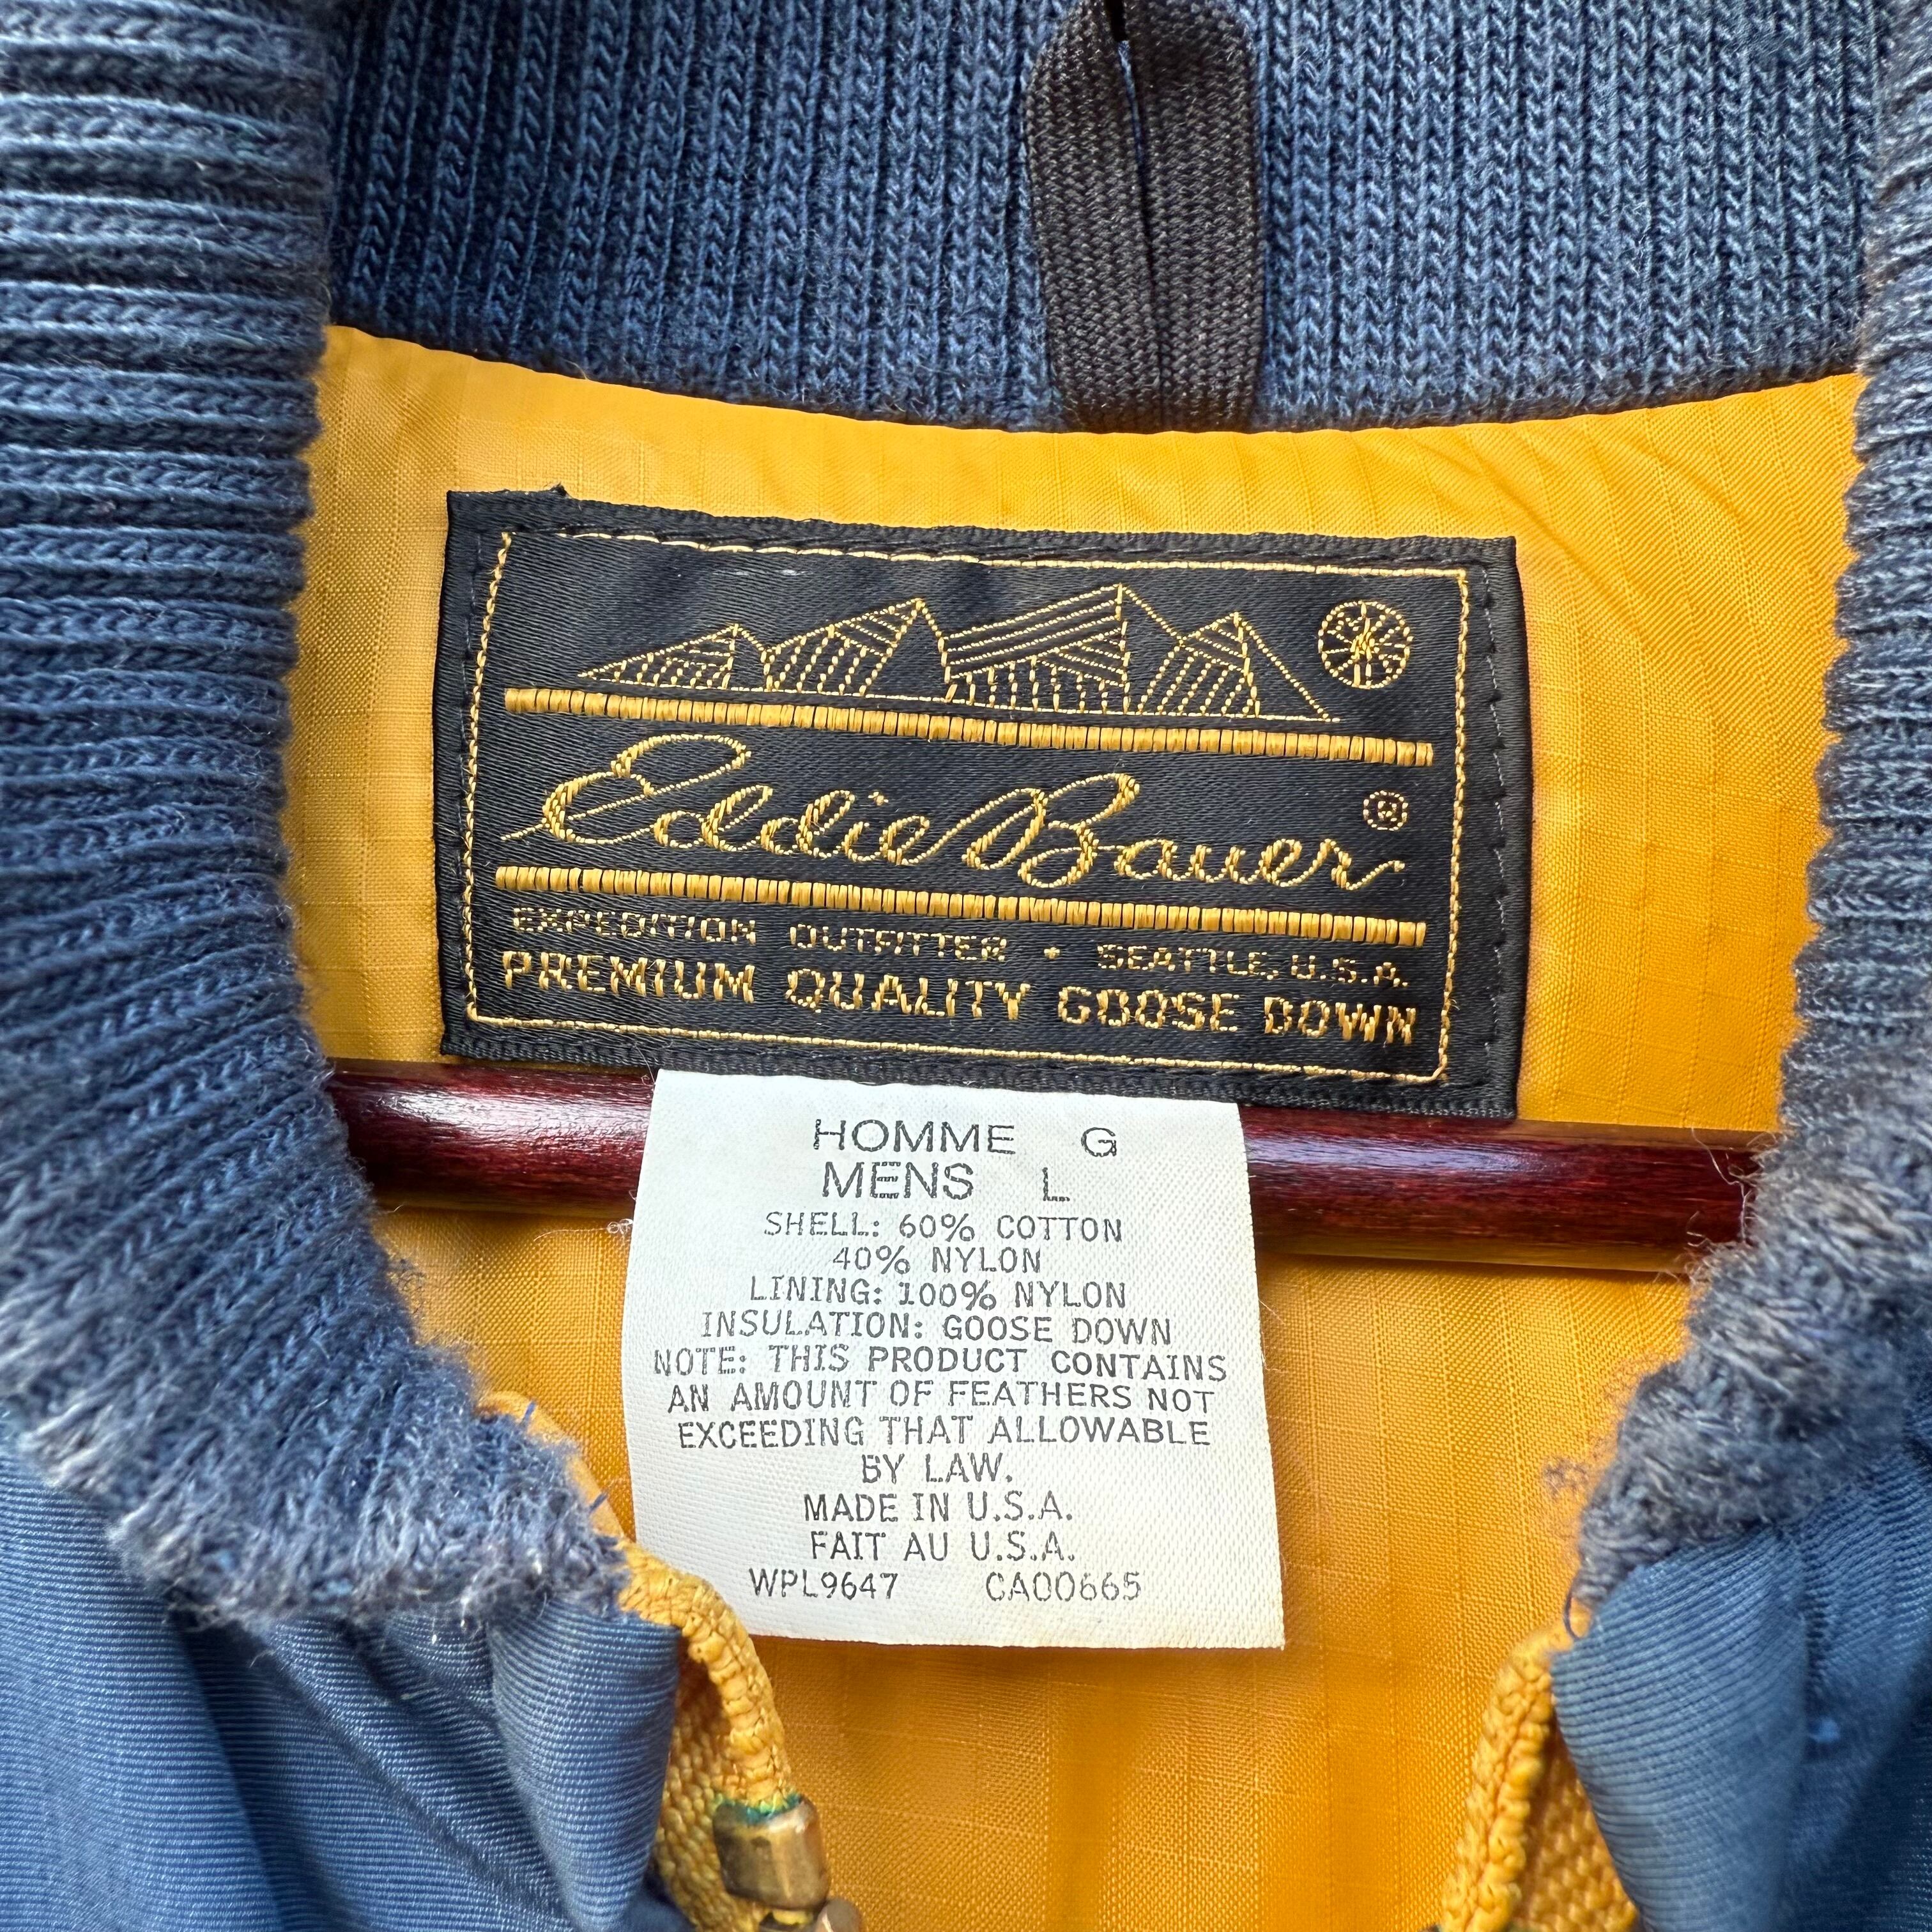 Eddie Bauer ®
EXPEDITION OUTFITTER • SEATTLE, U.S.A.
PREMIUM QUALITY GOOSE DOWN
HOMME G
MENS L
SHELL: 60% COTTON
40% NYLON
LINING: 100% NYLON
INSULATION: GOOSE DOWN
NOTE: THIS PRODUCT CONTAINS
AN AMOUNT OF FEATHERS NOT
EXCEEDING THAT ALLOWABLE
BY LAW.
MADE IN U.S.A.
FAIT AU U.S.A.
WPL9647 CA00665